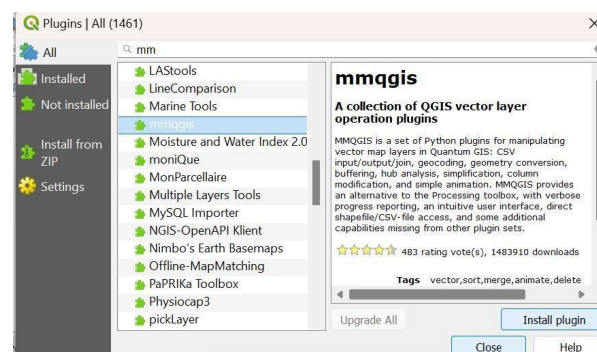 Plugins | All (1461)
All
Installed
Not installed
Install from
ZIP
Settings
mm
LAStools
LineComparison
Marine Tools
mmqgis
Moisture and Water Index 2.0
moniQue
MonParcellaire
Multiple Layers Tools
MySQL Importer
NGIS-OpenAPI Klient
Nimbo's Earth Basemaps
Offline-MapMatching
PaPRIKa Toolbox
Physiocap3
pickLayer
mmqgis
A collection of QGIS vector layer
operation plugins
MMQGIS is a set of Python plugins for manipulating
vector map layers in Quantum GIS: CSV
input/output/join, geocoding, geometry conversion,
buffering, hub analysis, simplification, column
modification, and simple animation. MMQGIS provides
an alternative to the Processing toolbox, with verbose
progress reporting, an intuitive user interface, direct
shapefile/CSV-file access, and some additional
capabilities missing from other plugin sets.
483 rating vote(s), 1483910 downloads
Tags vector,sort,merge,animate,delete
Upgrade All
Install plugin
Close
Help